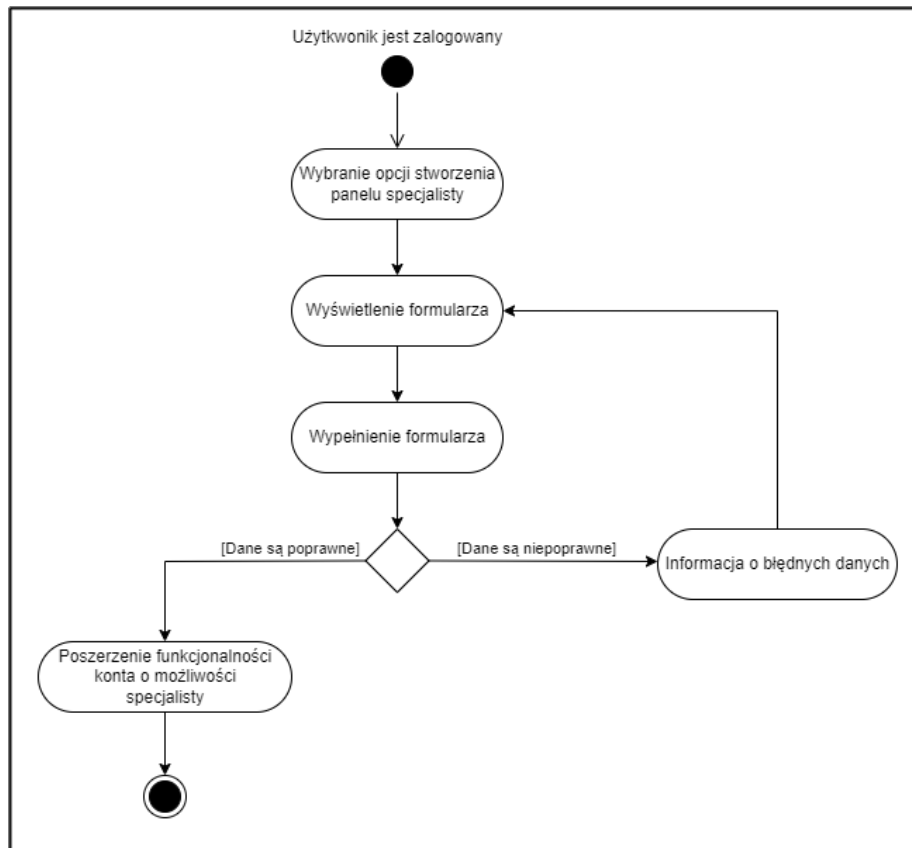 Użytkwonik jest zalogowany
Wybranie opcji stworzenia
panelu specjalisty
Wyświetlenie formularza
Wypełnienie formularza
[Dane są poprawne]
[Dane są niepoprawne]
Informacja o błędnych danych
Poszerzenie funkcjonalności
konta o możliwości
specjalisty